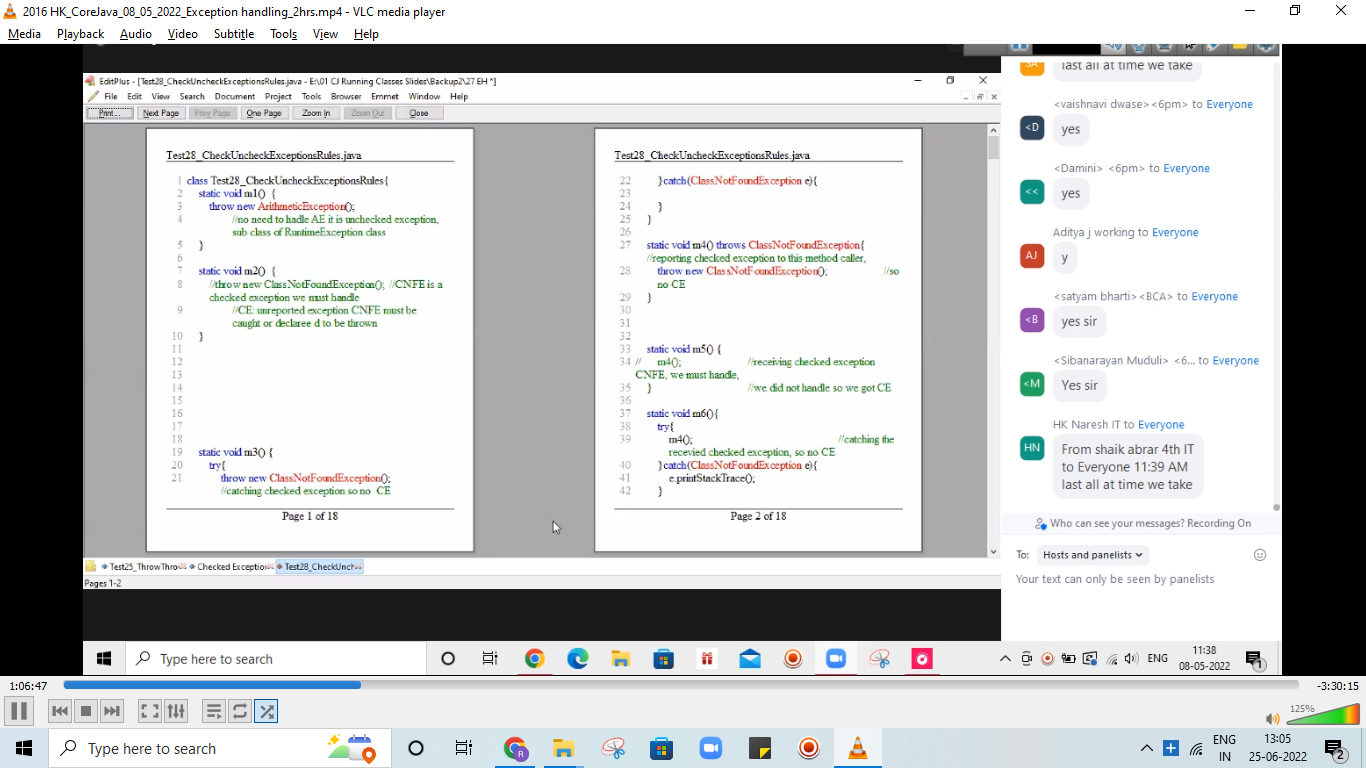 2016 HK_CoreJava_08_05_2022_Exception handling_2hrs.mp4 - VLC media player
Media Playback Audio Video Subtitle Tools View Help
EditPlus - [Test28_CheckUncheckExceptionsRules.java - E:\01 CJ Running Classes Slides\Backup2\27 EH *]
File Edit View Search Document Project Tools Browser Emmet Window Help
Print... Next Page Prev Page One Page Zoom In Zoom Out Close
Test28_CheckUncheckExceptionsRules.java
1 class Test28_CheckUncheckExceptionsRules{
2 static void m1() {
3 throw new ArithmeticException();
4 //no need to hadle AE it is unchecked exception,
sub class of RuntimeException class
5 }
6
7 static void m2() {
8 //throw new ClassNotFoundException(); //CNFE is a
checked exception we must handle
9 //CE: unreported exception CNFE must be
caught or declaree d to be thrown
10 }
11
12
13
14
15
16
17
18
19 static void m3() {
20 try{
21 throw new ClassNotFoundException();
//catching checked exception so no CE
Page 1 of 18
Test28_CheckUncheckExceptionsRules.java
22 }catch(ClassNotFoundException e){
23
24 }
25 }
26
27 static void m4() throws ClassNotFoundException{
//reporting checked exception to this method caller,
28 throw new ClassNotFoundException(); //so
no CE
29 }
30
31
32
33 static void m5() {
34 // m4(); //receiving checked exception
CNFE, we must handle,
35 } //we did not handle so we got CE
36
37 static void m6(){
38 try{
39 m4(); //catching the
recevied checked exception, so no CE
40 }catch(ClassNotFoundException e){
41 e.printStackTrace();
42 }
Page 2 of 18
Test25_ThrowThro Checked Exception Test28_CheckUnch
Pages 1-2
last all at time we take
<vaishnavi dwase> <6pm> to Everyone
<D yes
<Damini> <6pm> to Everyone
<< yes
Aditya j working to Everyone
AJ y
<satyam bharti> <BCA> to Everyone
<B yes sir
<Sibanarayan Muduli> <6... to Everyone
<M Yes sir
HK Naresh IT to Everyone
HN From shaik abrar 4th IT
to Everyone 11:39 AM
last all at time we take
Who can see your messages? Recording On
To: Hosts and panelists
Your text can only be seen by panelists
Type here to search
ENG
11:38
08-05-2022
1
1:06:47
-3:30:15
125%
Type here to search
R
ENG
IN
13:05
25-06-2022
2